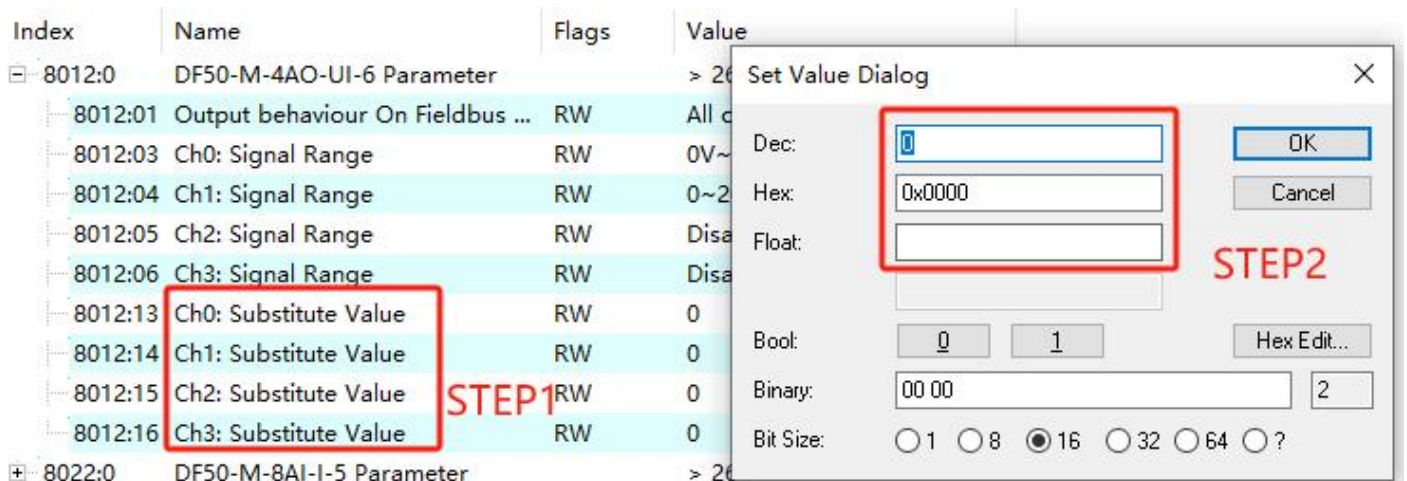 Index Name Flags Value
8012:0 DF50-M-4AO-UI-6 Parameter > 26
8012:01 Output behaviour On Fieldbus ... RW All
8012:03 Ch0: Signal Range RW 0V~
8012:04 Ch1: Signal Range RW 0~2
8012:05 Ch2: Signal Range RW Disa
8012:06 Ch3: Signal Range RW Disa
8012:13 Ch0: Substitute Value RW 0
8012:14 Ch1: Substitute Value RW 0
8012:15 Ch2: Substitute Value RW 0
8012:16 Ch3: Substitute Value RW 0
8022:0 DF50-M-8AI-I-5 Parameter > 26
STEP1
Set Value Dialog
Dec: 0 OK
Hex: 0x0000 Cancel
Float:
STEP2
Bool: 0 1 Hex Edit...
Binary: 00 00 2
Bit Size: 1 8 16 32 64 ?